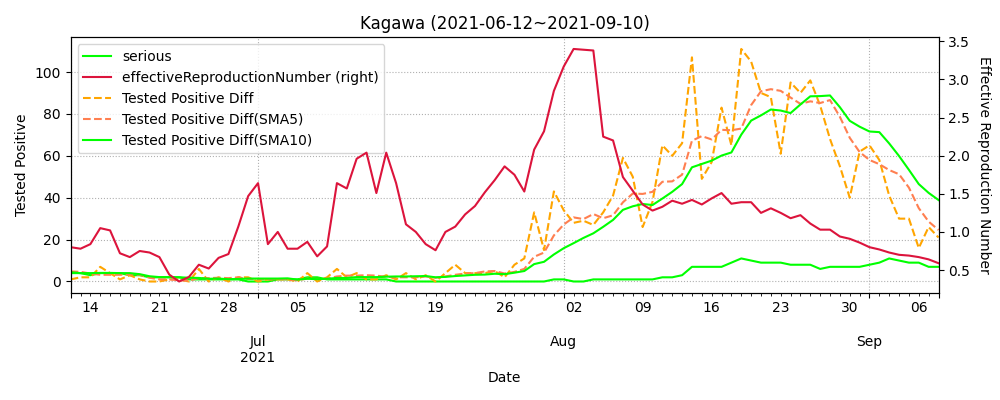 Kagawa (2021-06-12~2021-09-10)
serious
effectiveReproductionNumber (right)
Tested Positive Diff
Tested Positive Diff(SMA5)
Tested Positive Diff(SMA10)
Tested Positive
100
80
60
40
20
0
3.5
3.0
2.5
2.0
1.5
1.0
0.5
Effective Reproduction Number
14 21 28 05 12 19 26 02 09 16 23 30 06
Jul Aug Sep
2021
Date